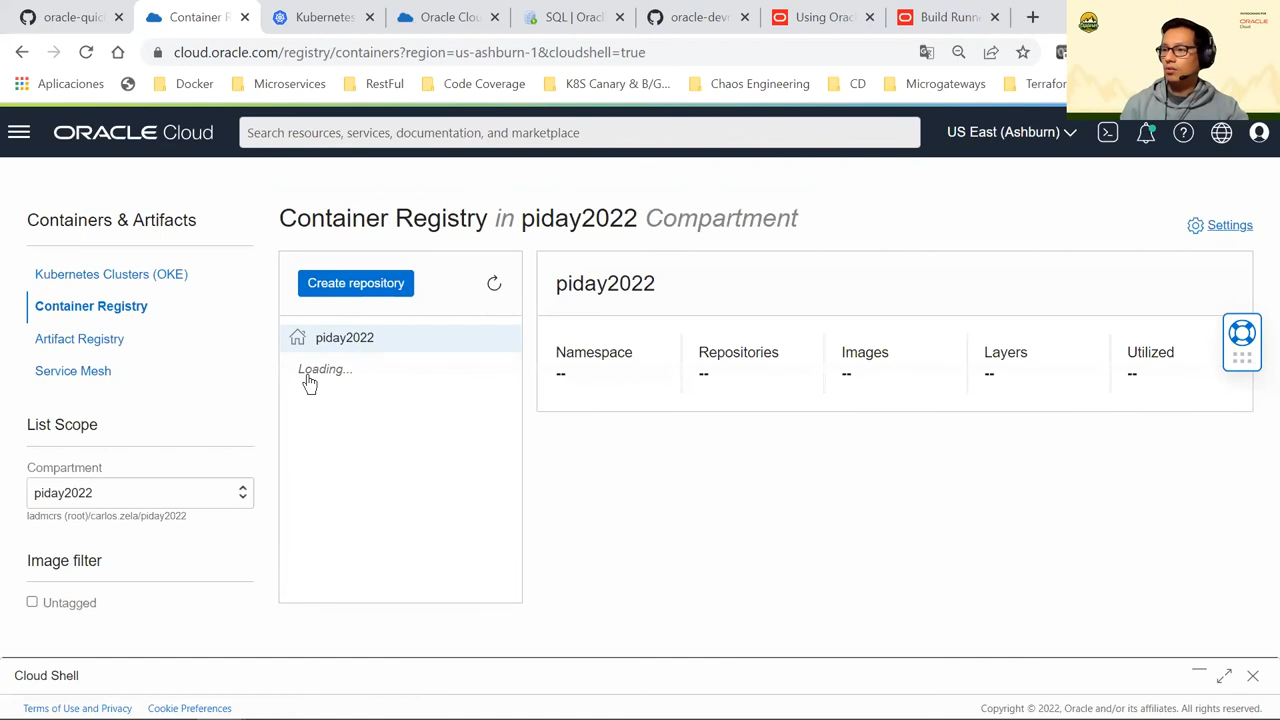 oracle-quic
Container R
Kubernetes
Oracle Clo
oracle-devr
Using Oracl
Build Runn
cloud.oracle.com/registry/containers?region=us-ashburn-1&cloudshell=true
Aplicaciones
Docker
Microservices
RestFul
Code Coverage
K8S Canary & B/G...
Chaos Engineering
CD
Microgateways
Terrafo
ORACLE Cloud
Search resources, services, documentation, and marketplace
US East (Ashburn)
Containers & Artifacts
Kubernetes Clusters (OKE)
Container Registry
Artifact Registry
Service Mesh
List Scope
Compartment
piday2022
ladmcrs (root)/carlos.zela/piday2022
Image filter
Untagged
Container Registry in piday2022 Compartment
Settings
Create repository
piday2022
Loading...
piday2022
Namespace
--
Repositories
--
Images
--
Layers
--
Utilized
--
Cloud Shell
Terms of Use and Privacy
Cookie Preferences
Copyright © 2022, Oracle and/or its affiliates. All rights reserved.